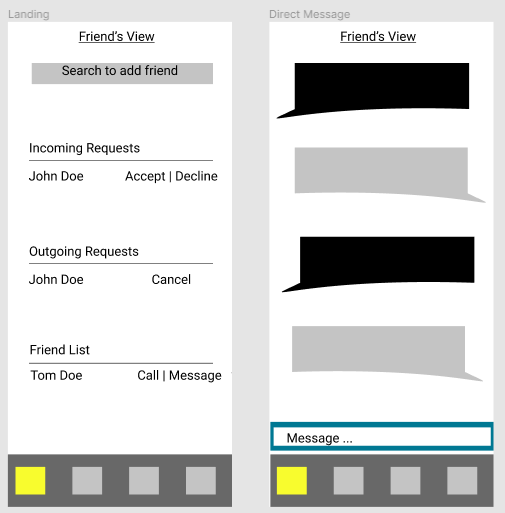 Landing
Friend's View
Search to add friend
Incoming Requests
John Doe Accept | Decline
Outgoing Requests
John Doe Cancel
Friend List
Tom Doe Call | Message
Direct Message
Friend's View
Message ...